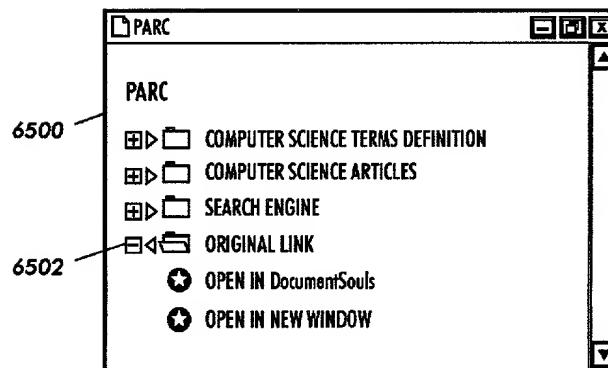 PARC
PARC
6500
COMPUTER SCIENCE TERMS DEFINITION
COMPUTER SCIENCE ARTICLES
SEARCH ENGINE
ORIGINAL LINK
6502
OPEN IN DocumentSouls
OPEN IN NEW WINDOW